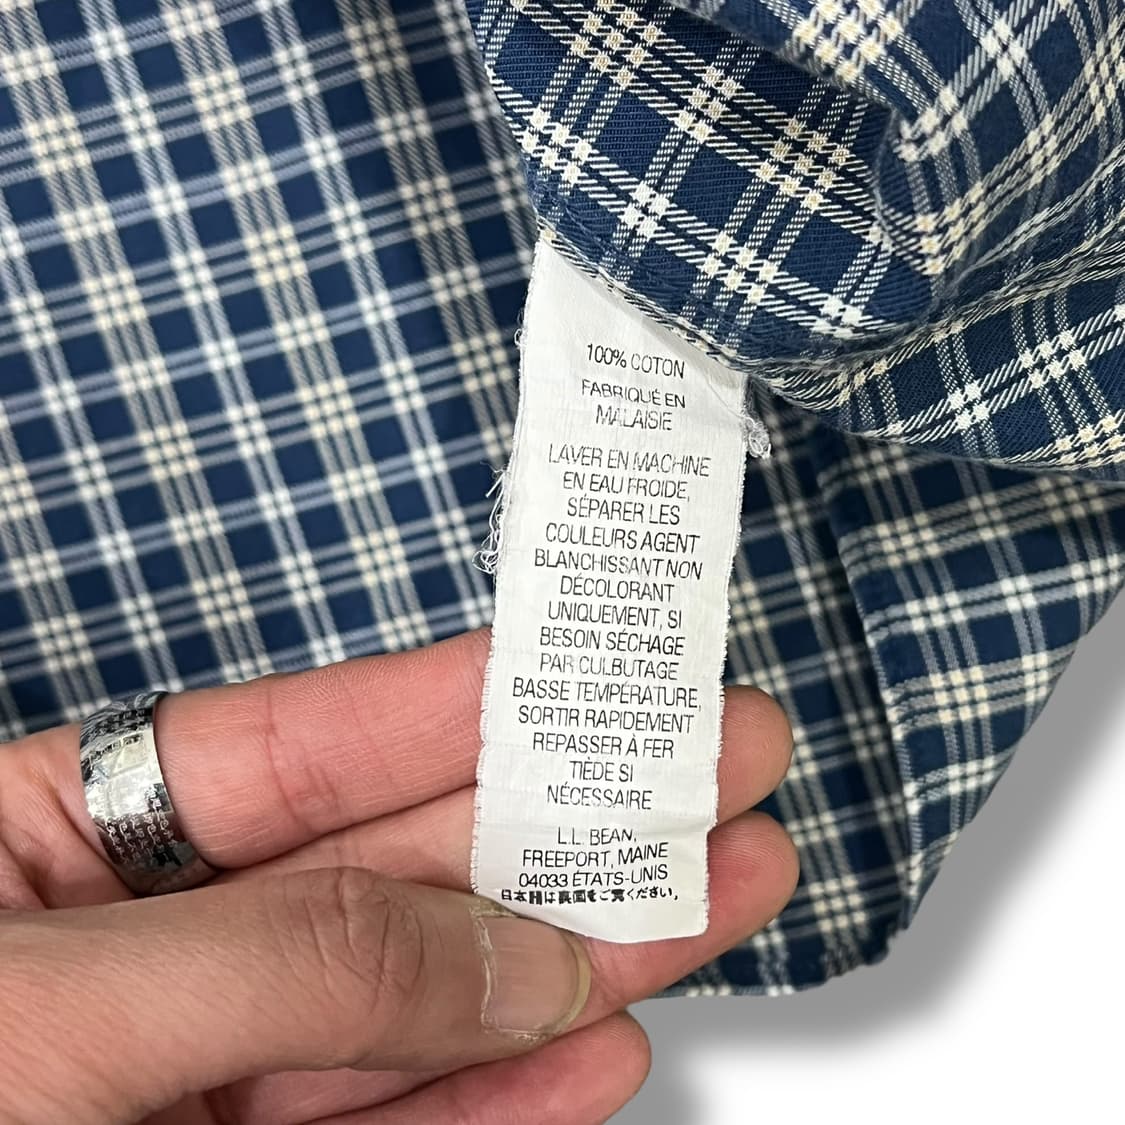 100% COTON
FABRIQUÉ EN
MALAISIE
LAVER EN MACHINE
EN EAU FROIDE,
SÉPARER LES
COULEURS AGENT
BLANCHISSANT NON
DÉCOLORANT
UNIQUEMENT, SI
BESOIN SÉCHAGE
PAR CULBUTAGE
BASSE TEMPÉRATURE,
SORTIR RAPIDEMENT
REPASSER À FER
TIÈDE SI
NÉCESSAIRE
L.L. BEAN,
FREEPORT, MAINE
04033 ÉTATS-UNIS
日本